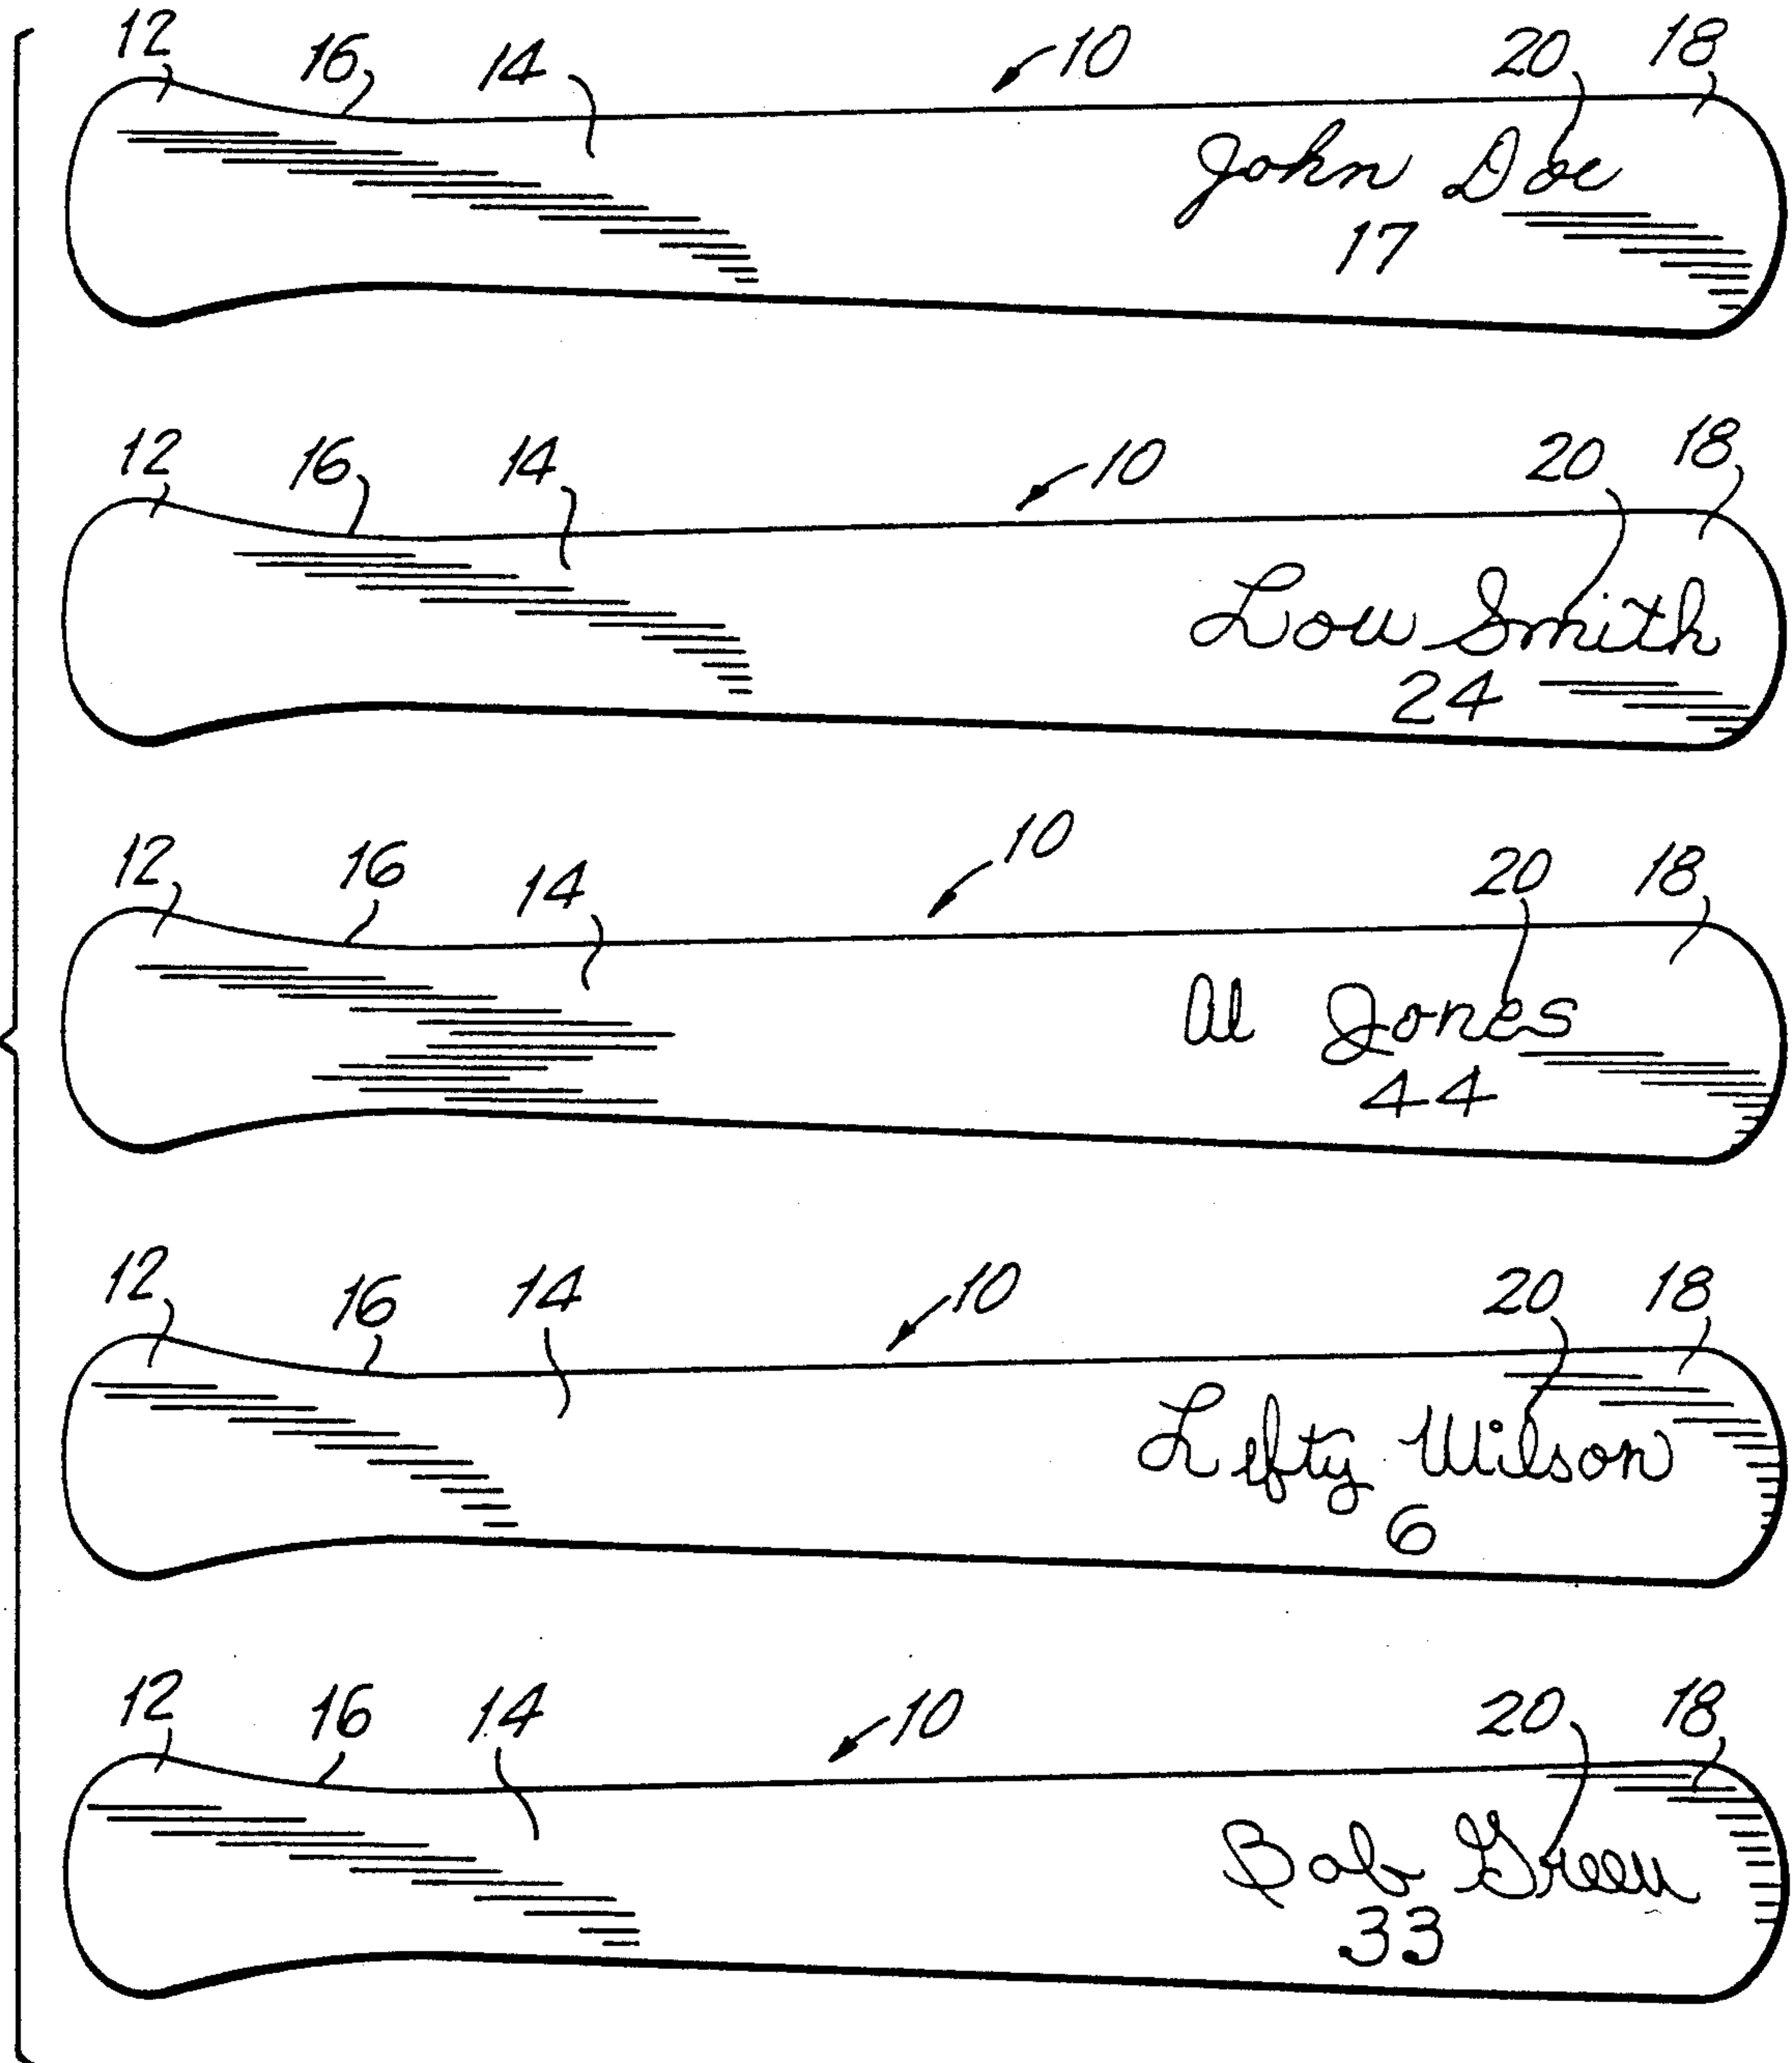 12 16 14 10 20 18
John Doe
17
12 16 14 10 20 18
Lou Smith
24
12 16 14 10 20 18
Al Jones
44
12 16 14 10 20 18
Lefty Wilson
6
12 16 14 10 20 18
Bob Green
33